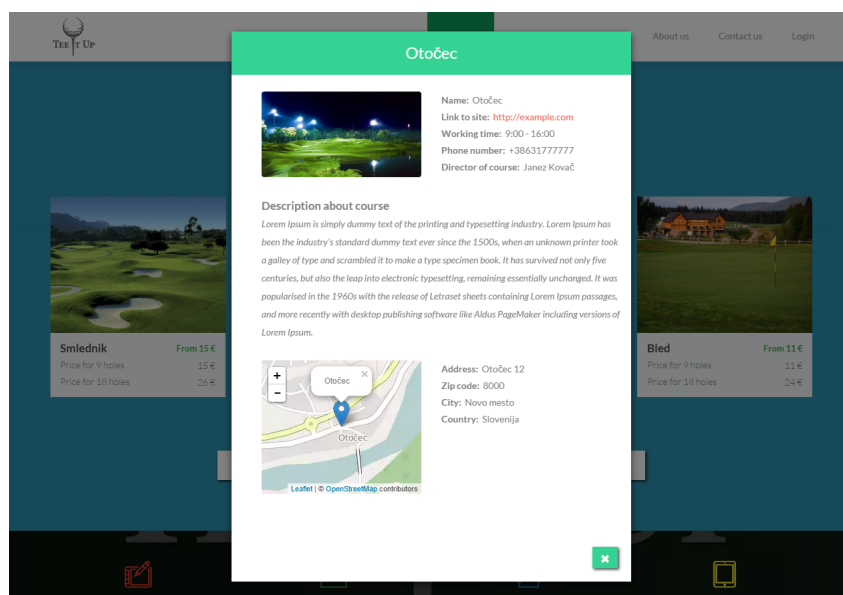 TEE IT UP
About us
Contact us
Login
Otočec
Name: Otočec
Link to site: http://example.com
Working time: 9:00 - 16:00
Phone number: +38631777777
Director of course: Janez Kovač
Description about course
Lorem Ipsum is simply dummy text of the printing and typesetting industry. Lorem Ipsum has
been the industry's standard dummy text ever since the 1500s, when an unknown printer took
a galley of type and scrambled it to make a type specimen book. It has survived not only five
centuries, but also the leap into electronic typesetting, remaining essentially unchanged. It was
popularised in the 1960s with the release of Letraset sheets containing Lorem Ipsum passages,
and more recently with desktop publishing software like Aldus PageMaker including versions of
Lorem Ipsum.
Smlednik From 15 €
Price for 9 holes 15 €
Price for 18 holes 26 €
Bled From 11 €
Price for 9 holes 11 €
Price for 18 holes 24 €
+
−
Otočec ×
Otočec
Leaflet | © OpenStreetMap contributors
Address: Otočec 12
Zip code: 8000
City: Novo mesto
Country: Slovenija